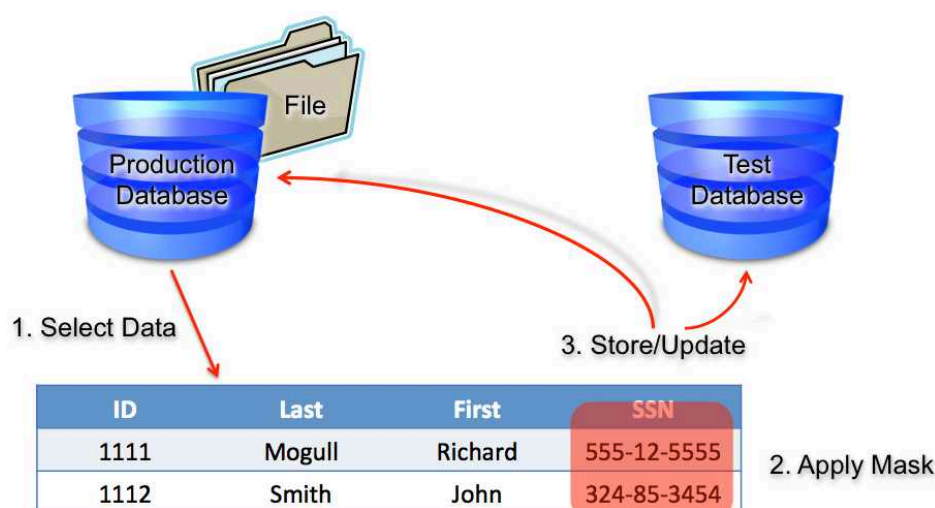 File
Production
Database
Test
Database
1. Select Data
3. Store/Update
ID Last First SSN
1111 Mogull Richard 555-12-5555
2. Apply Mask
1112 Smith John 324-85-3454